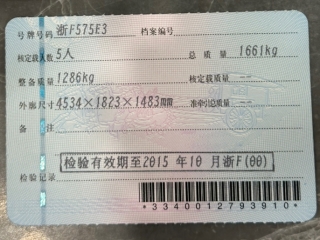 号牌号码 浙F575E3 档案编号
核定载人数 5人 总质量 1661kg
整备质量 1286kg 核定载质量 --
外廓尺寸 4534×1823×1483mm 准牵引总质量 --
备注
检验有效期至2015年10月浙F(00)
检验记录
*3340012793910*